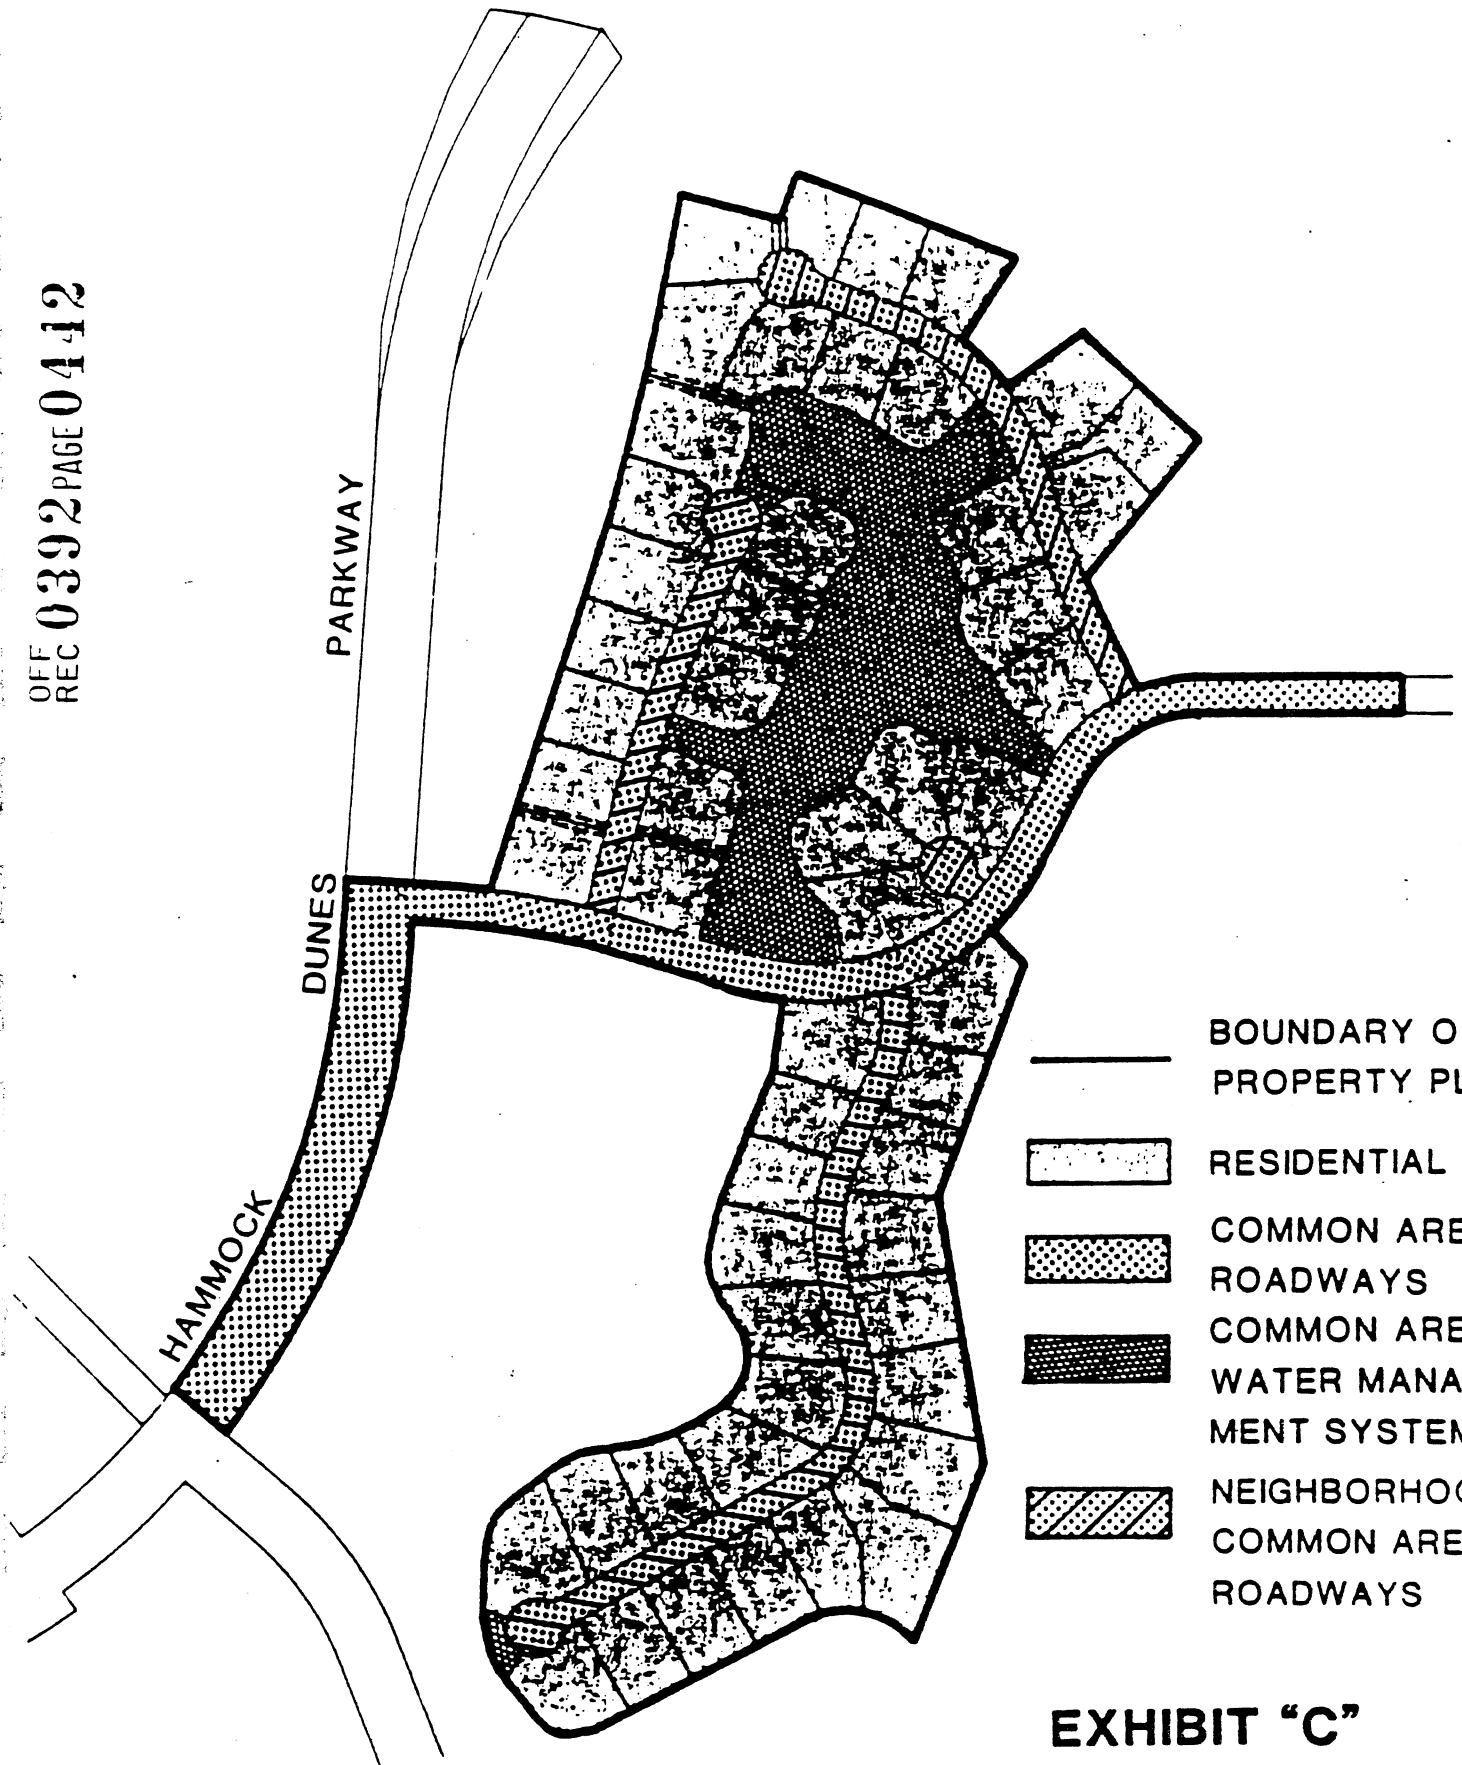 OFF
REC 0392 PAGE 0442
PARKWAY
DUNES
HAMMOCK
BOUNDARY O
PROPERTY PL
RESIDENTIAL
COMMON ARE
ROADWAYS
COMMON ARE
WATER MANA
MENT SYSTEM
NEIGHBORHOO
COMMON ARE
ROADWAYS
EXHIBIT “C”